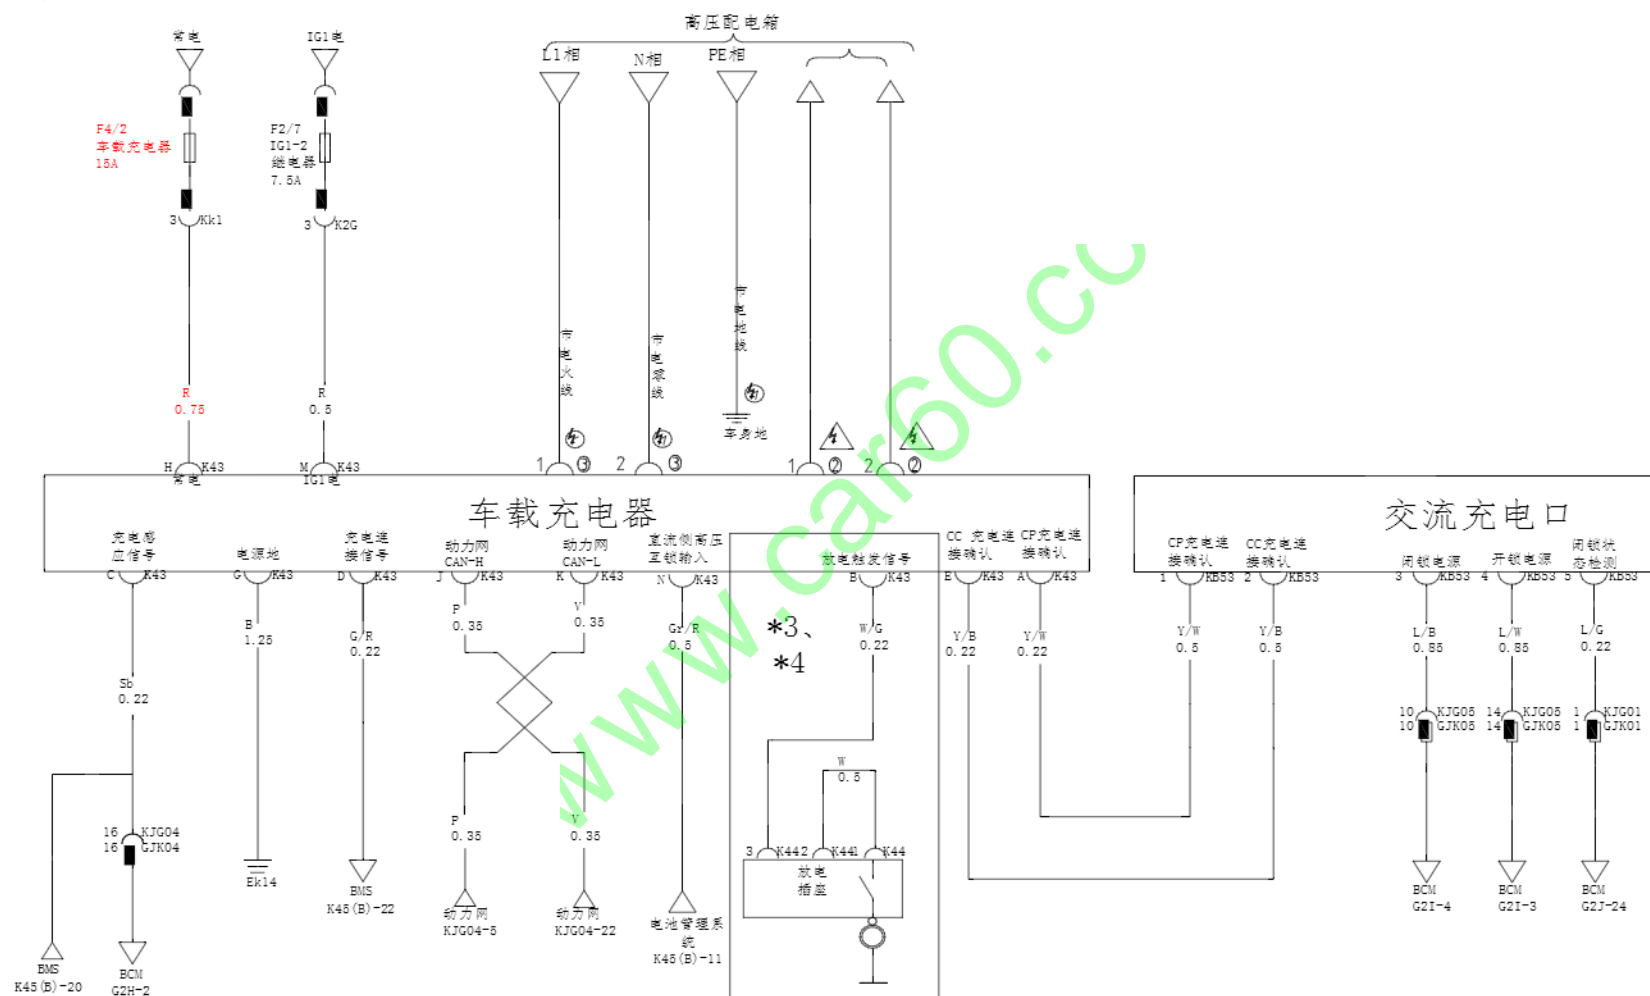 高压配电箱
常电
IG1电
L1相
N相
PE相
F4/2
车载充电器
15A
F2/7
IG1-2
继电器
7.5A
3 Kk1
3 K2G
市电火线
市电零线
市电地线
R
0.75
R
0.5
车身地
H K43
常电
M K43
IG1电
1 ③
2 ③
1 ②
2 ②
车载充电器
交流充电口
充电感
应信号
电源地
充电连
接信号
动力网
CAN-H
动力网
CAN-L
直流侧高压
互锁输入
放电触发信号
CC 充电连
接确认
CP充电连
接确认
CP充电连
接确认
CC充电连
接确认
闭锁电源
开锁电源
闭锁状
态检测
C K43
G K43
D K43
J K43
K K43
N K43
B K43
E K43
A K43
1 KB53
2 KB53
3 KB53
4 KB53
5 KB53
Sb
0.22
B
1.25
G/R
0.22
P
0.35
V
0.35
Gr/R
0.5
*3、
*4
W/G
0.22
Y/B
0.22
Y/W
0.22
Y/W
0.5
Y/B
0.5
L/B
0.85
L/W
0.85
L/G
0.22
10 KJG05
10 GJK05
14 KJG05
14 GJK05
1 KJG01
1 GJK01
W
0.5
P
0.35
V
0.35
16 KJG04
16 GJK04
3 K44
2 K44
1 K44
放电
插座
Ek14
BMS
K45(B)-22
动力网
KJG04-5
动力网
KJG04-22
电池管理系
统
K45(B)-11
BCM
G2I-4
BCM
G2I-3
BCM
G2J-24
BMS
K45(B)-20
BCM
G2H-2
www.car60.co